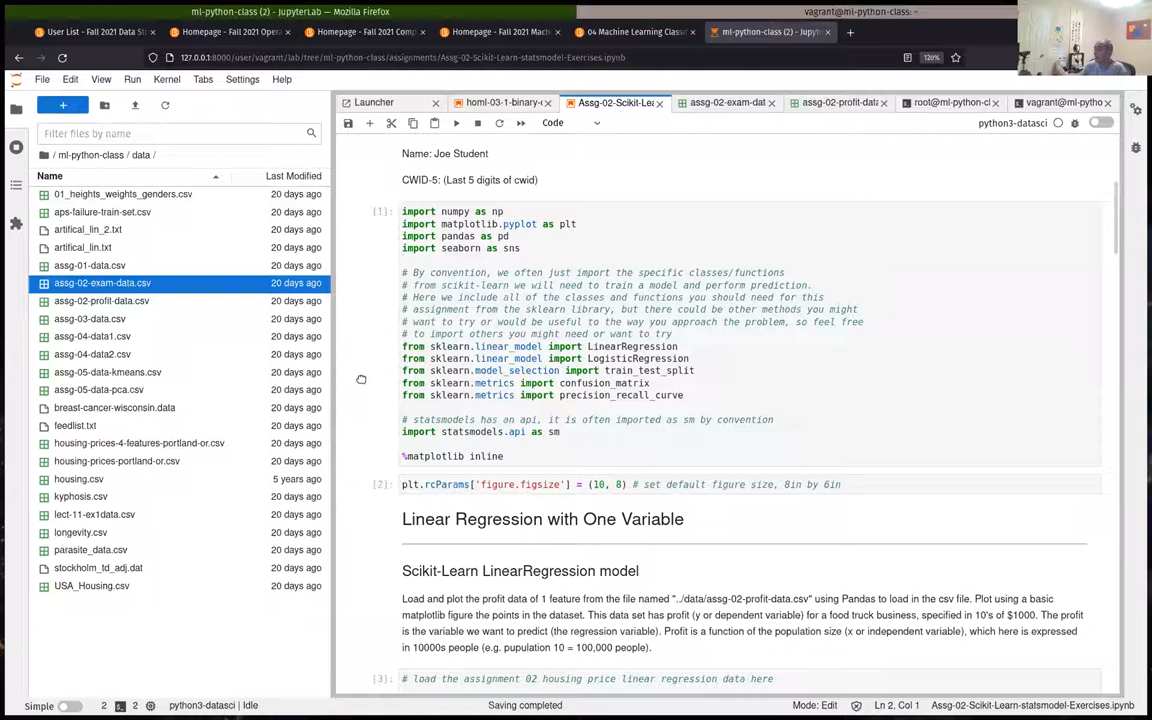 ml-python-class (2) - JupyterLab — Mozilla Firefox
vagrant@ml-python-class: ~
User List - Fall 2021 Data St
Homepage - Fall 2021 Opera
Homepage - Fall 2021 Comp
Homepage - Fall 2021 Mach
04 Machine Learning Classif
ml-python-class (2) - Jupyte
127.0.0.1:8000/user/vagrant/lab/tree/ml-python-class/assignments/Assg-02-Scikit-Learn-statsmodel-Exercises.ipynb
120%
File Edit View Run Kernel Tabs Settings Help
Launcher
homl-03-1-binary-c
Assg-02-Scikit-Lea
assg-02-exam-dat
assg-02-profit-data.
root@ml-python-cl
vagrant@ml-pytho
Code
python3-datasci
Filter files by name
/ ml-python-class / data /
Name Last Modified
01_heights_weights_genders.csv 20 days ago
aps-failure-train-set.csv 20 days ago
artifical_lin_2.txt 20 days ago
artifical_lin.txt 20 days ago
assg-01-data.csv 20 days ago
assg-02-exam-data.csv 20 days ago
assg-02-profit-data.csv 20 days ago
assg-03-data.csv 20 days ago
assg-04-data1.csv 20 days ago
assg-04-data2.csv 20 days ago
assg-05-data-kmeans.csv 20 days ago
assg-05-data-pca.csv 20 days ago
breast-cancer-wisconsin.data 20 days ago
feedlist.txt 20 days ago
housing-prices-4-features-portland-or.csv 20 days ago
housing-prices-portland-or.csv 20 days ago
housing.csv 5 years ago
kyphosis.csv 20 days ago
lect-11-ex1data.csv 20 days ago
longevity.csv 20 days ago
parasite_data.csv 20 days ago
stockholm_td_adj.dat 20 days ago
USA_Housing.csv 20 days ago
Name: Joe Student
CWID-5: (Last 5 digits of cwid)
[1]: import numpy as np
import matplotlib.pyplot as plt
import pandas as pd
import seaborn as sns
# By convention, we often just import the specific classes/functions
# from scikit-learn we will need to train a model and perform prediction.
# Here we include all of the classes and functions you should need for this
# assignment from the sklearn library, but there could be other methods you might
# want to try or would be useful to the way you approach the problem, so feel free
# to import others you might need or want to try
from sklearn.linear_model import LinearRegression
from sklearn.linear_model import LogisticRegression
from sklearn.model_selection import train_test_split
from sklearn.metrics import confusion_matrix
from sklearn.metrics import precision_recall_curve
# statsmodels has an api, it is often imported as sm by convention
import statsmodels.api as sm
%matplotlib inline
[2]: plt.rcParams['figure.figsize'] = (10, 8) # set default figure size, 8in by 6in
Linear Regression with One Variable
Scikit-Learn LinearRegression model
Load and plot the profit data of 1 feature from the file named "../data/assg-02-profit-data.csv" using Pandas to load in the csv file. Plot using a basic
matplotlib figure the points in the dataset. This data set has profit (y or dependent variable) for a food truck business, specified in 10's of $1000. The profit
is the variable we want to predict (the regression variable). Profit is a function of the population size (x or independent variable), which here is expressed
in 10000s people (e.g. pupulation 10 = 100,000 people).
[3]: # load the assignment 02 housing price linear regression data here
Simple 2 2 python3-datasci | Idle Saving completed Mode: Edit Ln 2, Col 1 Assg-02-Scikit-Learn-statsmodel-Exercises.ipynb